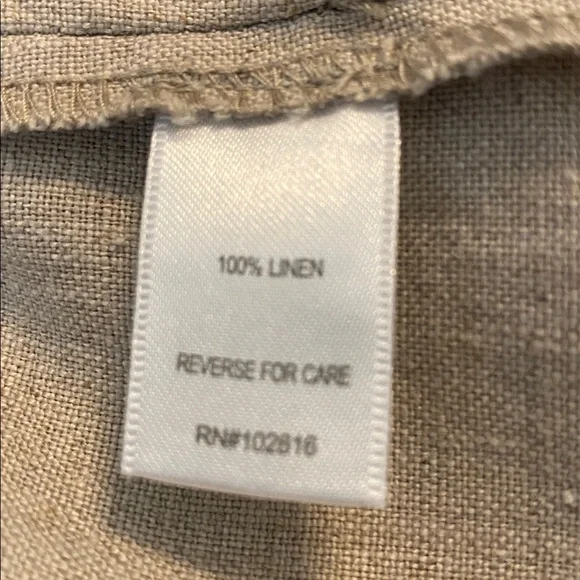 100% LINEN
REVERSE FOR CARE
RN#102816